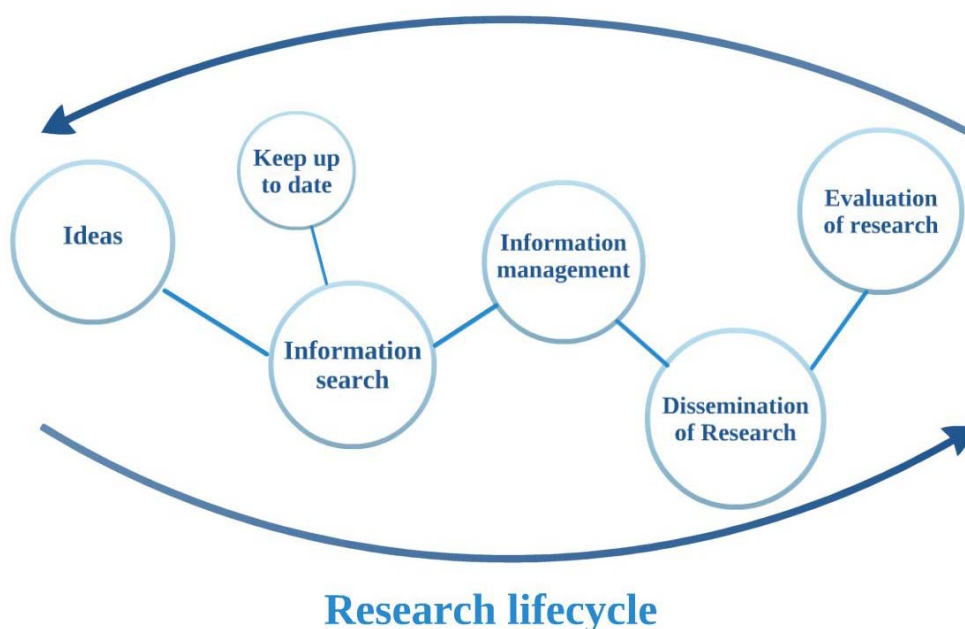 Ideas
Keep up
to date
Information
search
Information
management
Dissemination
of Research
Evaluation
of research
Research lifecycle